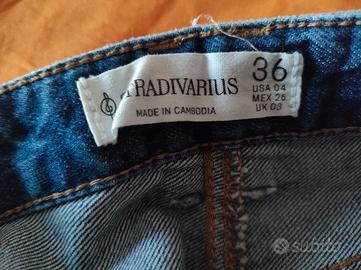 STRADIVARIUS
MADE IN CAMBODIA
36
USA 04
MEX 26
UK 08
subito